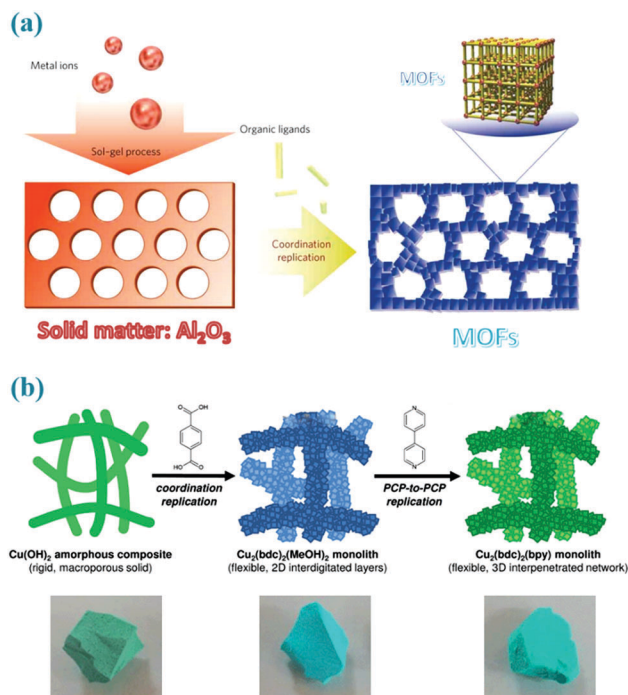 (a)
Metal ions
MOFs
Organic ligands
Sol–gel process
Coordination
replication
Solid matter: Al₂O₃
MOFs
(b)
OH
O
HO
O
N
N
coordination
replication
PCP-to-PCP
replication
Cu(OH)₂ amorphous composite
(rigid, macroporous solid)
Cu₂(bdc)₂(MeOH)₂ monolith
(flexible, 2D interdigitated layers)
Cu₂(bdc)₂(bpy) monolith
(flexible, 3D interpenetrated network)